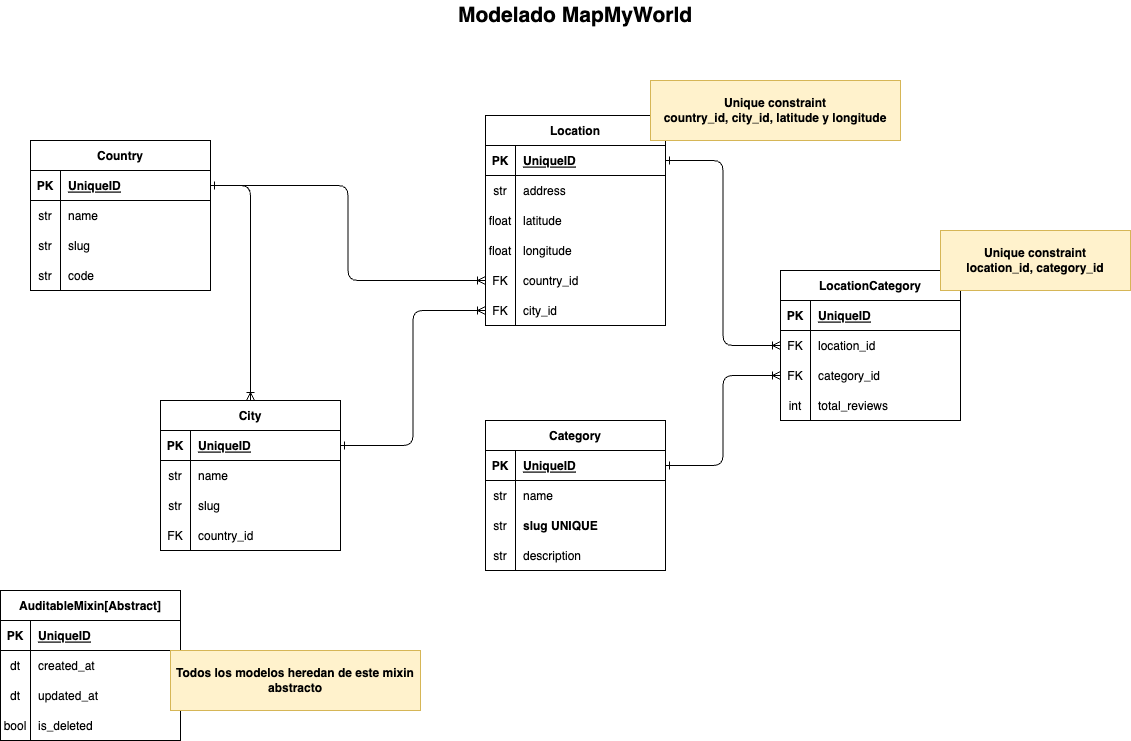 Modelado MapMyWorld
Unique constraint
country_id, city_id, latitude y longitude
Location
PK UniqueID
str address
float latitude
float longitude
FK country_id
FK city_id
Country
PK UniqueID
str name
str slug
str code
Unique constraint
location_id, category_id
LocationCategory
PK UniqueID
FK location_id
FK category_id
int total_reviews
City
PK UniqueID
str name
str slug
FK country_id
Category
PK UniqueID
str name
str slug UNIQUE
str description
AuditableMixin[Abstract]
PK UniqueID
dt created_at
dt updated_at
bool is_deleted
Todos los modelos heredan de este mixin
abstracto